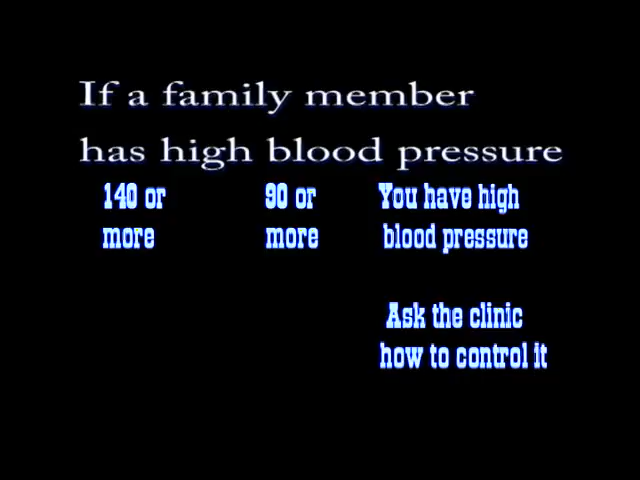 If a family member
has high blood pressure
140 or 90 or You have high
more more blood pressure
Ask the clinic
how to control it